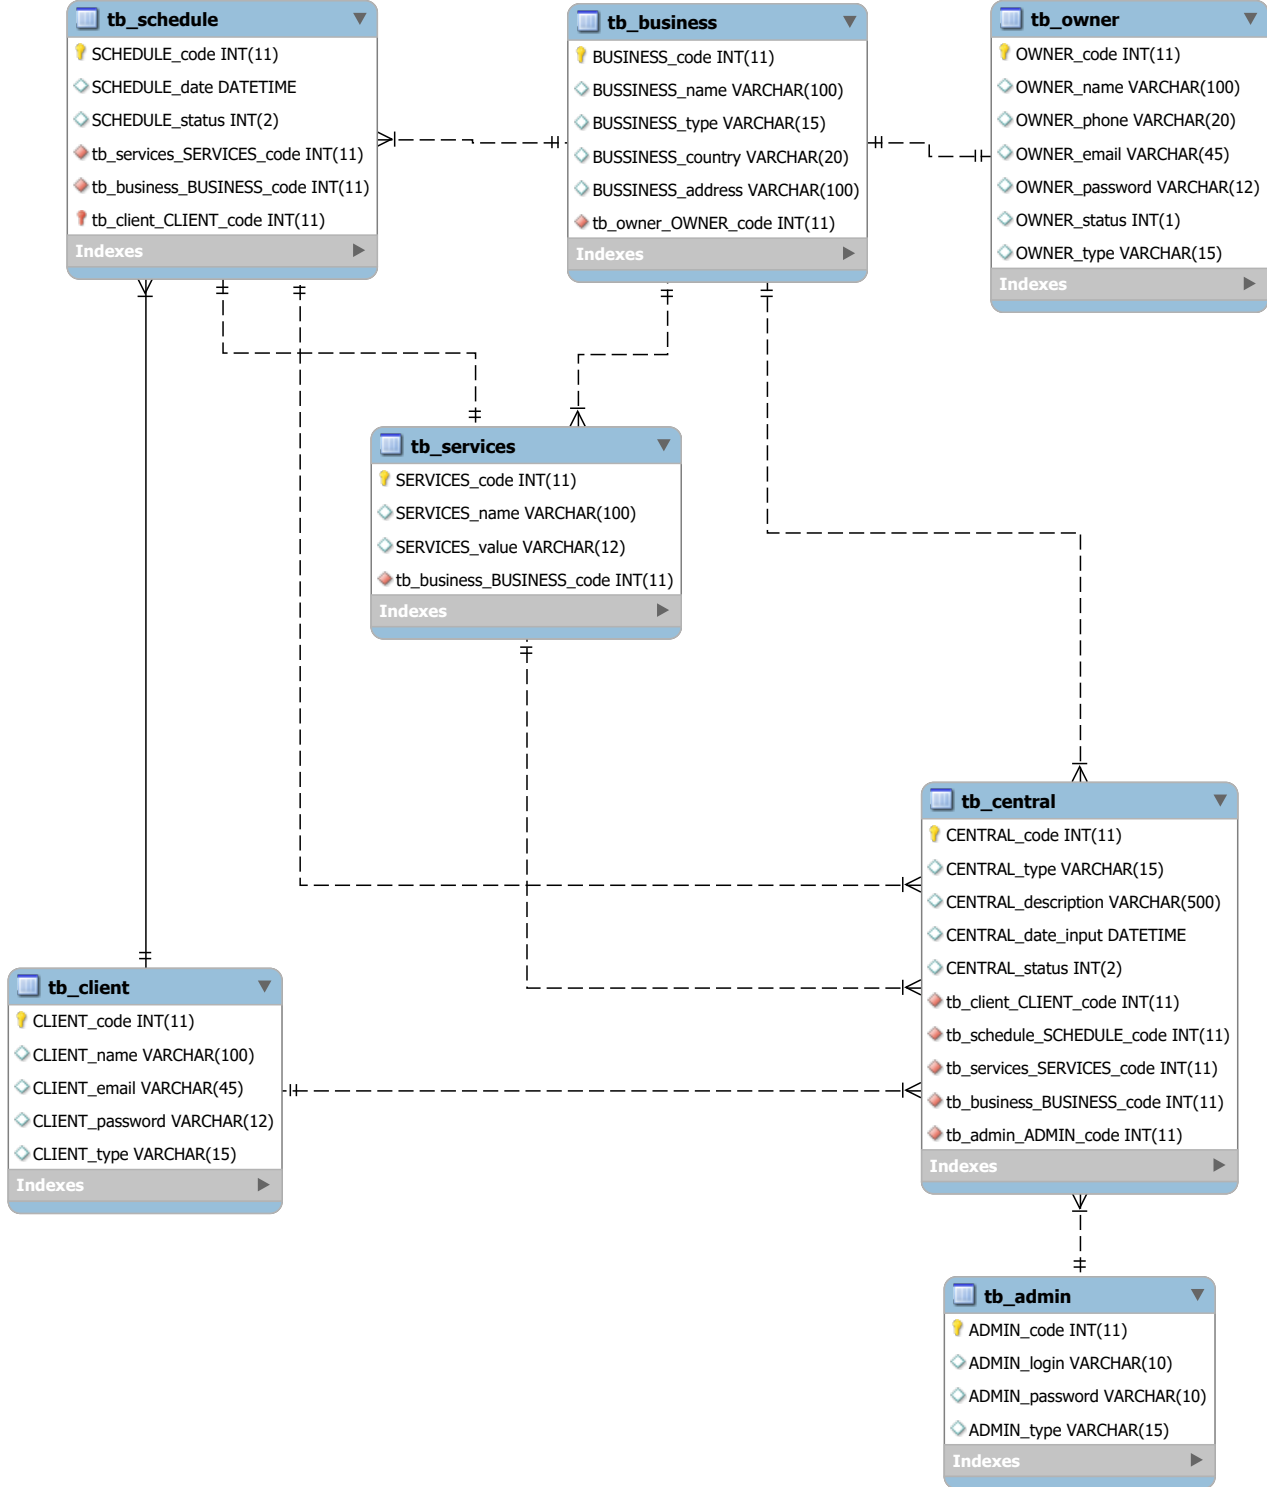 tb_schedule
SCHEDULE_code INT(11)
SCHEDULE_date DATETIME
SCHEDULE_status INT(2)
tb_services_SERVICES_code INT(11)
tb_business_BUSINESS_code INT(11)
tb_client_CLIENT_code INT(11)
Indexes
tb_business
BUSINESS_code INT(11)
BUSSINESS_name VARCHAR(100)
BUSSINESS_type VARCHAR(15)
BUSSINESS_country VARCHAR(20)
BUSSINESS_address VARCHAR(100)
tb_owner_OWNER_code INT(11)
Indexes
tb_owner
OWNER_code INT(11)
OWNER_name VARCHAR(100)
OWNER_phone VARCHAR(20)
OWNER_email VARCHAR(45)
OWNER_password VARCHAR(12)
OWNER_status INT(1)
OWNER_type VARCHAR(15)
Indexes
tb_services
SERVICES_code INT(11)
SERVICES_name VARCHAR(100)
SERVICES_value VARCHAR(12)
tb_business_BUSINESS_code INT(11)
Indexes
tb_central
CENTRAL_code INT(11)
CENTRAL_type VARCHAR(15)
CENTRAL_description VARCHAR(500)
CENTRAL_date_input DATETIME
CENTRAL_status INT(2)
tb_client_CLIENT_code INT(11)
tb_schedule_SCHEDULE_code INT(11)
tb_services_SERVICES_code INT(11)
tb_business_BUSINESS_code INT(11)
tb_admin_ADMIN_code INT(11)
Indexes
tb_client
CLIENT_code INT(11)
CLIENT_name VARCHAR(100)
CLIENT_email VARCHAR(45)
CLIENT_password VARCHAR(12)
CLIENT_type VARCHAR(15)
Indexes
tb_admin
ADMIN_code INT(11)
ADMIN_login VARCHAR(10)
ADMIN_password VARCHAR(10)
ADMIN_type VARCHAR(15)
Indexes